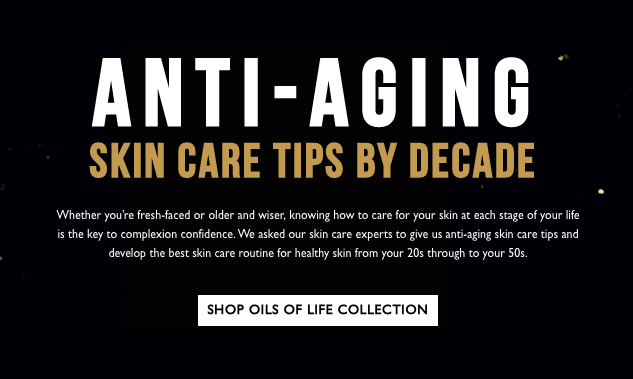 ANTI-AGING
SKIN CARE TIPS BY DECADE
Whether you're fresh-faced or older and wiser, knowing how to care for your skin at each stage of your life
is the key to complexion confidence. We asked our skin care experts to give us anti-aging skin care tips and
develop the best skin care routine for healthy skin from your 20s through to your 50s.
SHOP OILS OF LIFE COLLECTION